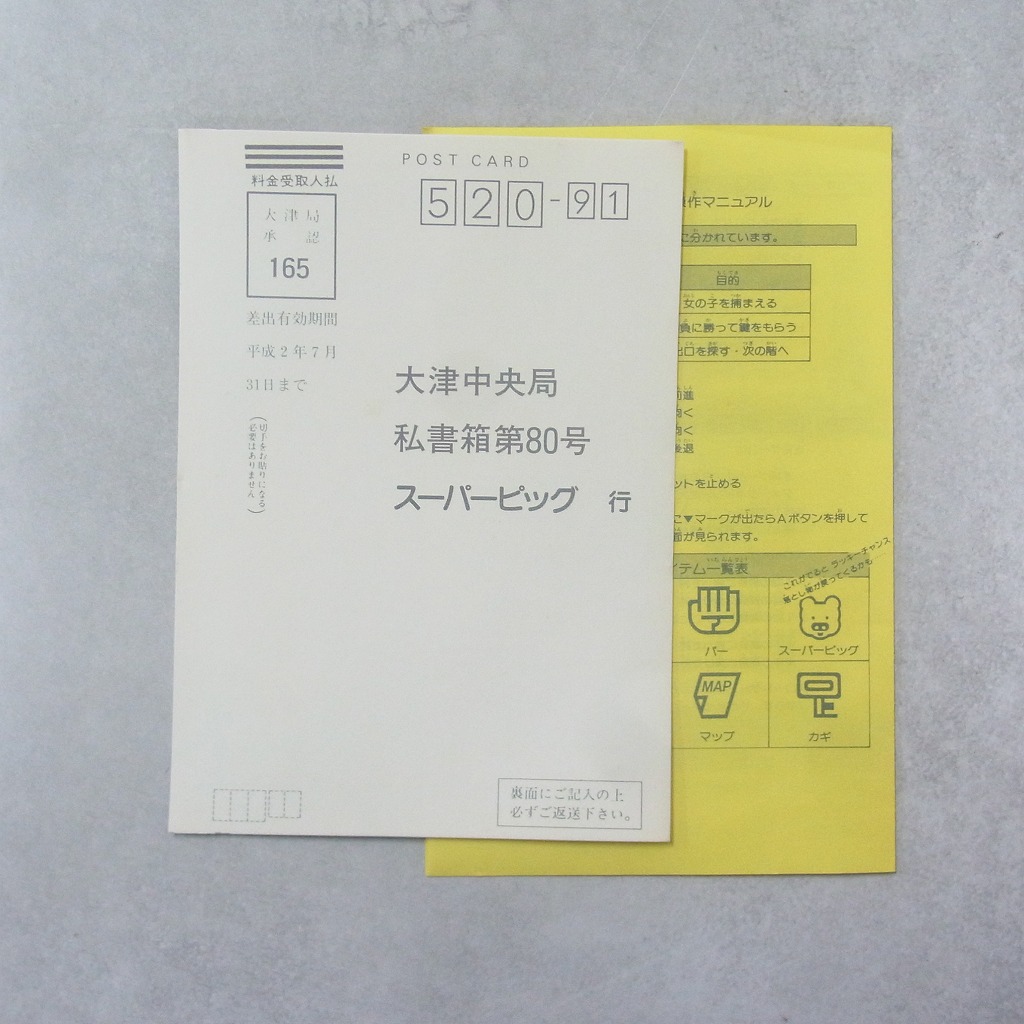 POST CARD
520-91
料金受取人払
大津局
承認
165
差出有効期間
平成2年7月
31日まで
(切手をお貼りになる
必要はありません)
大津中央局
私書箱第80号
スーパーピッグ 行
裏面にご記入の上
必ずご返送下さい。
作マニュアル
に分かれています。
目的
女の子を捕まえる
負に勝って鍵をもらう
出口を探す・次の階へ
前進
向く
向く
後退
ットを止める
に▼マークが出たらAボタンを押して
面が見られます。
イテム一覧表
これがでると ラッキーチャンス
パー
スーパーピッグ
MAP
マップ
カギ